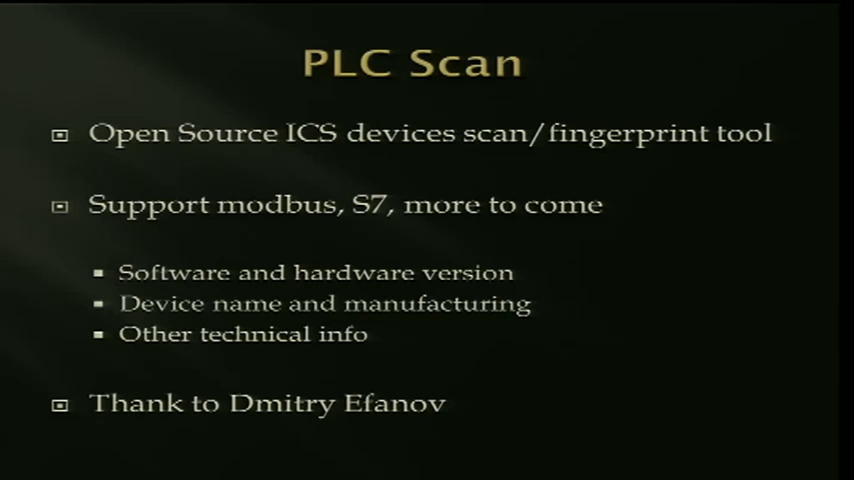 PLC Scan
Open Source ICS devices scan/fingerprint tool
Support modbus, S7, more to come
Software and hardware version
Device name and manufacturing
Other technical info
Thank to Dmitry Efanov